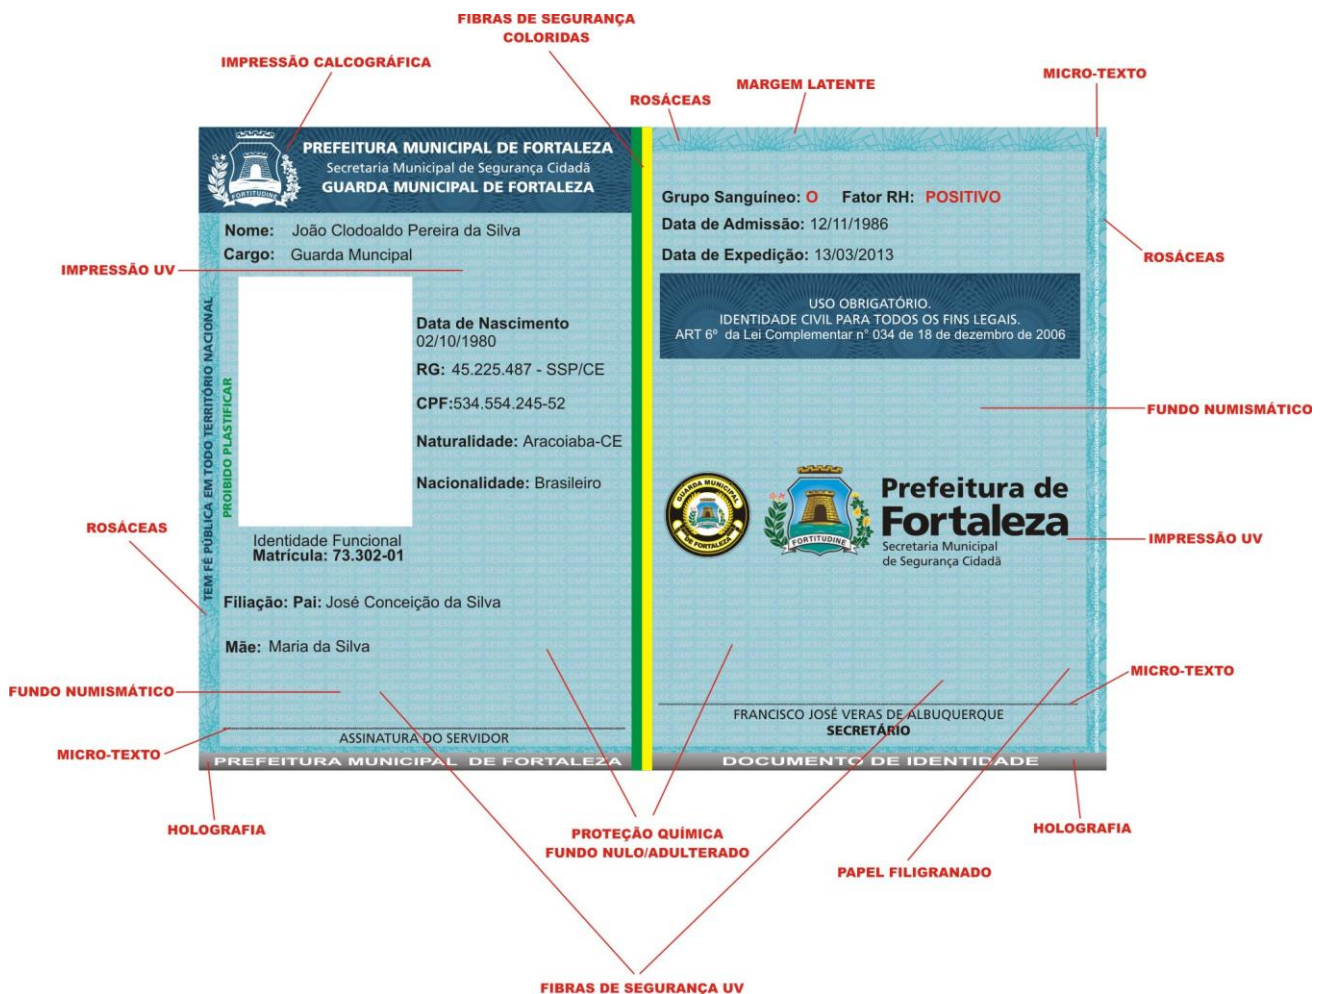 FIBRAS DE SEGURANÇA
COLORIDAS
IMPRESSÃO CALCOGRÁFICA
MICRO-TEXTO
MARGEM LATENTE
ROSÁCEAS
PREFEITURA MUNICIPAL DE FORTALEZA
Secretaria Municipal de Segurança Cidadã
GUARDA MUNICIPAL DE FORTALEZA
FORTITUDINE
Nome: João Clodoaldo Pereira da Silva
Cargo: Guarda Muncipal
IMPRESSÃO UV
TEM FÉ PÚBLICA EM TODO TERRITÓRIO NACIONAL
PROIBIDO PLASTIFICAR
Data de Nascimento
02/10/1980
RG: 45.225.487 - SSP/CE
CPF:534.554.245-52
Naturalidade: Aracoiaba-CE
Nacionalidade: Brasileiro
ROSÁCEAS
Identidade Funcional
Matrícula: 73.302-01
Filiação: Pai: José Conceição da Silva
Mãe: Maria da Silva
FUNDO NUMISMÁTICO
ASSINATURA DO SERVIDOR
MICRO-TEXTO
PREFEITURA MUNICIPAL DE FORTALEZA
HOLOGRAFIA
Grupo Sanguíneo: O Fator RH: POSITIVO
Data de Admissão: 12/11/1986
Data de Expedição: 13/03/2013
ROSÁCEAS
USO OBRIGATÓRIO.
IDENTIDADE CIVIL PARA TODOS OS FINS LEGAIS.
ART 6º da Lei Complementar n° 034 de 18 de dezembro de 2006
FUNDO NUMISMÁTICO
GUARDA MUNICIPAL
DE FORTALEZA
FORTITUDINE
Prefeitura de
Fortaleza
Secretaria Municipal
de Segurança Cidadã
IMPRESSÃO UV
MICRO-TEXTO
FRANCISCO JOSÉ VERAS DE ALBUQUERQUE
SECRETÁRIO
DOCUMENTO DE IDENTIDADE
HOLOGRAFIA
PROTEÇÃO QUÍMICA
FUNDO NULO/ADULTERADO
PAPEL FILIGRANADO
FIBRAS DE SEGURANÇA UV